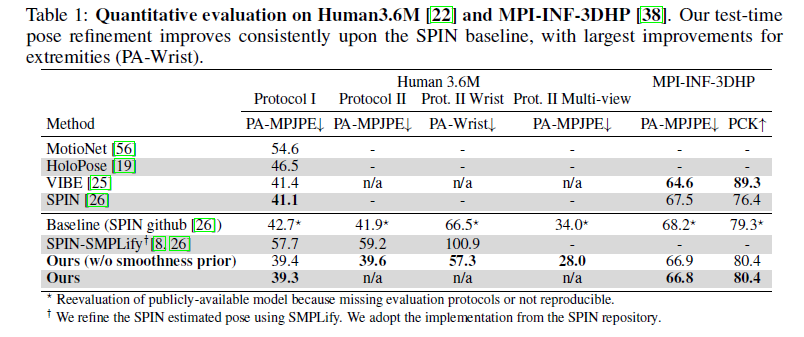 Table 1: Quantitative evaluation on Human3.6M [22] and MPI-INF-3DHP [38]. Our test-time
pose refinement improves consistently upon the SPIN baseline, with largest improvements for
extremities (PA-Wrist).
Human 3.6M MPI-INF-3DHP
Protocol I Protocol II Prot. II Wrist Prot. II Multi-view
Method PA-MPJPE↓ PA-MPJPE↓ PA-Wrist↓ PA-MPJPE↓ PA-MPJPE↓ PCK↑
MotioNet [56] 54.6 - - - - -
HoloPose [19] 46.5 - - - - -
VIBE [25] 41.4 n/a n/a n/a 64.6 89.3
SPIN [26] 41.1 - - - 67.5 76.4
Baseline (SPIN github [26]) 42.7* 41.9* 66.5* 34.0* 68.2* 79.3*
SPIN-SMPLify†[8, 26] 57.7 59.2 100.9 - - -
Ours (w/o smoothness prior) 39.4 39.6 57.3 28.0 66.9 80.4
Ours 39.3 n/a n/a n/a 66.8 80.4
* Reevaluation of publicly-available model because missing evaluation protocols or not reproducible.
† We refine the SPIN estimated pose using SMPLify. We adopt the implementation from the SPIN repository.